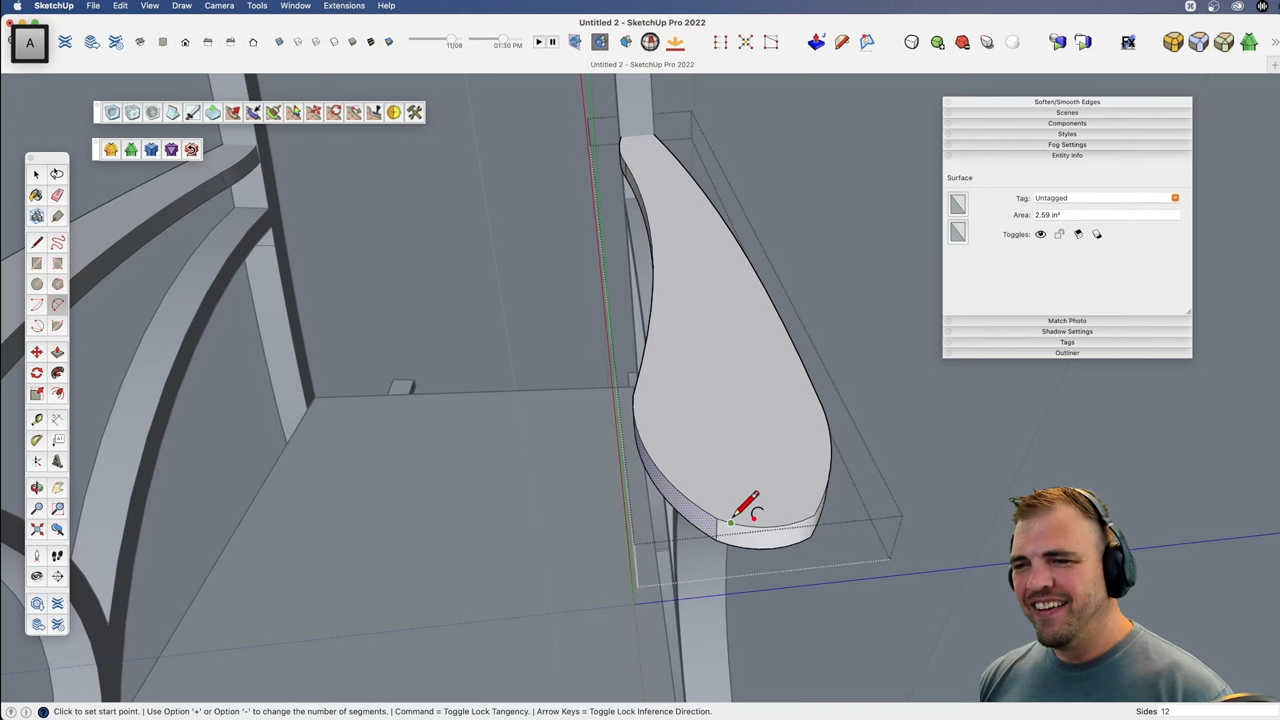 SketchUp File Edit View Draw Camera Tools Window Extensions Help
Untitled 2 - SketchUp Pro 2022
A
11/08
01:30 PM
Untitled 2 - SketchUp Pro 2022
Soften/Smooth Edges
Scenes
Components
Styles
Fog Settings
Entity Info
Surface
Tag: Untagged
Area: 2.59 in²
Toggles:
Match Photo
Shadow Settings
Tags
Outliner
Click to set start point. | Use Option '+' or Option '-' to change the number of segments. | Command = Toggle Lock Tangency. | Arrow Keys = Toggle Lock Inference Direction.
Sides 12